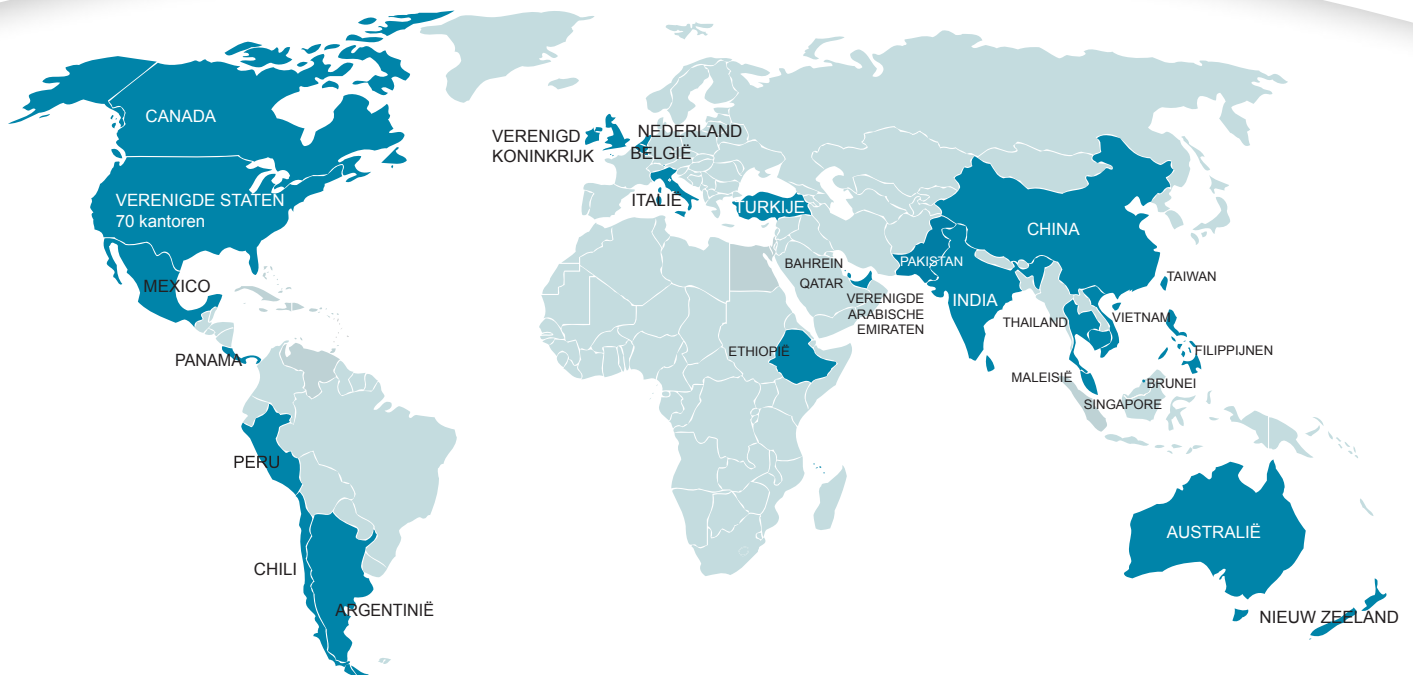 CANADA
VERENIGDE STATEN
70 kantoren
MEXICO
PANAMA
PERU
CHILI
ARGENTINIË
VERENIGD
KONINKRIJK
NEDERLAND
BELGIË
ITALIË
TURKIJE
BAHREIN
QATAR
VERENIGDE
ARABISCHE
EMIRATEN
ETHIOPIË
PAKISTAN
INDIA
CHINA
TAIWAN
THAILAND
VIETNAM
FILIPPIJNEN
MALEISIË
BRUNEI
SINGAPORE
AUSTRALIË
NIEUW ZEELAND